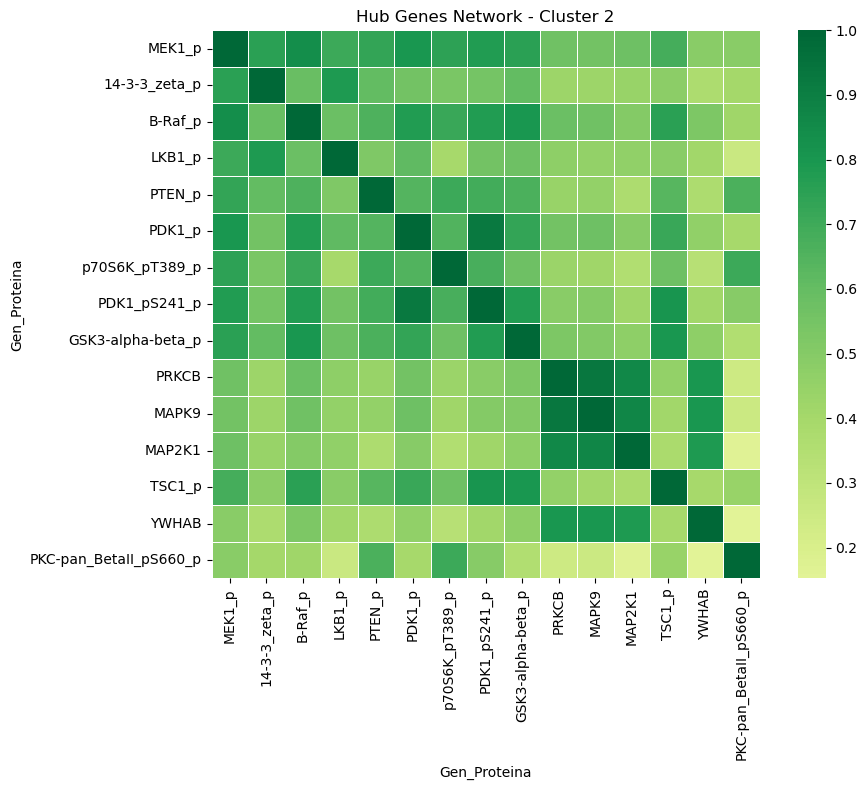 Hub Genes Network - Cluster 2
Gen_Proteina
MEK1_p
14-3-3_zeta_p
B-Raf_p
LKB1_p
PTEN_p
PDK1_p
p70S6K_pT389_p
PDK1_pS241_p
GSK3-alpha-beta_p
PRKCB
MAPK9
MAP2K1
TSC1_p
YWHAB
PKC-pan_BetaII_pS660_p
MEK1_p
14-3-3_zeta_p
B-Raf_p
LKB1_p
PTEN_p
PDK1_p
p70S6K_pT389_p
PDK1_pS241_p
GSK3-alpha-beta_p
PRKCB
MAPK9
MAP2K1
TSC1_p
YWHAB
PKC-pan_BetaII_pS660_p
Gen_Proteina
1.0
0.9
0.8
0.7
0.6
0.5
0.4
0.3
0.2